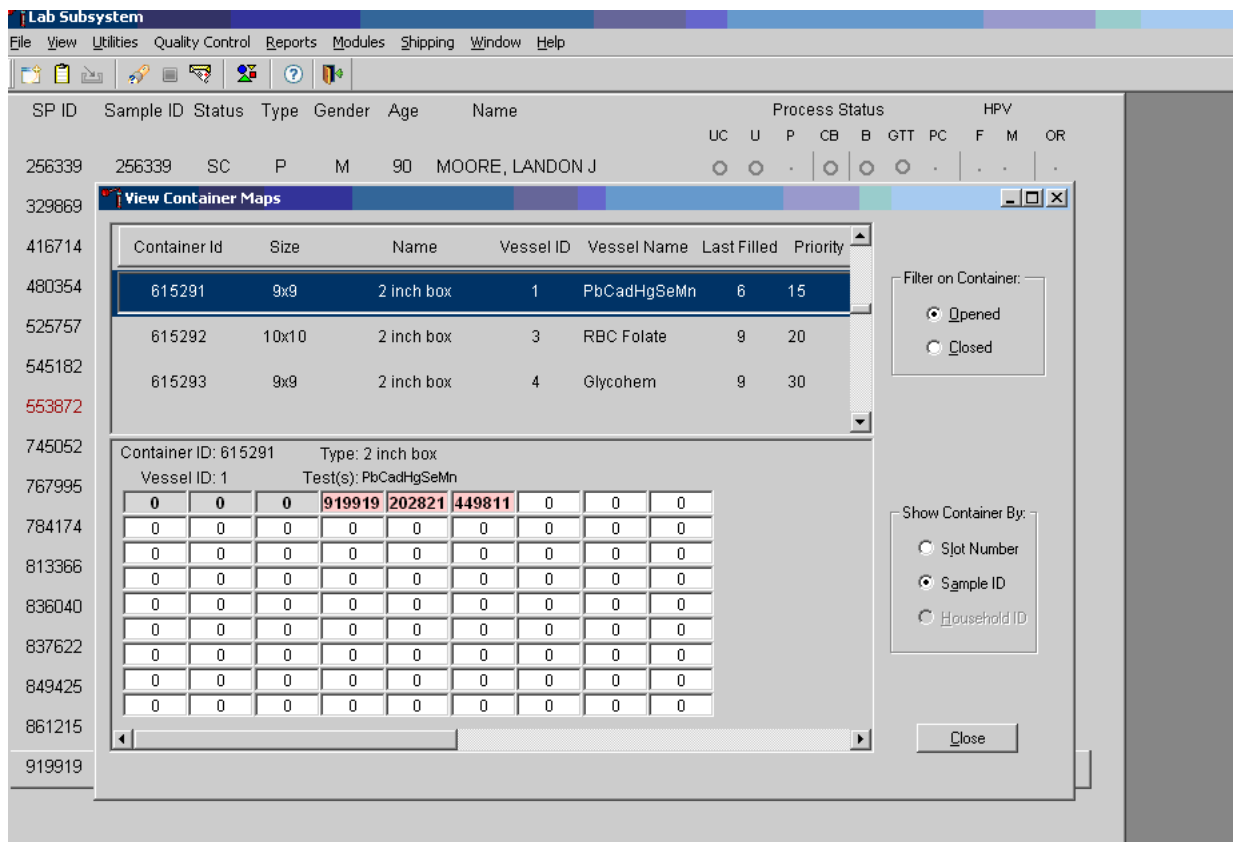 Lab Subsystem
File View Utilities Quality Control Reports Modules Shipping Window Help
SP ID Sample ID Status Type Gender Age Name Process Status HPV
UC U P CB B GTT PC F M OR
256339 256339 SC P M 90 MOORE, LANDON J
329869
416714
480354
525757
545182
553872
745052
767995
784174
813366
836040
837622
849425
861215
919919
View Container Maps
Container Id Size Name Vessel ID Vessel Name Last Filled Priority
615291 9x9 2 inch box 1 PbCadHgSeMn 6 15
615292 10x10 2 inch box 3 RBC Folate 9 20
615293 9x9 2 inch box 4 Glycohem 9 30
Filter on Container:
Opened
Closed
Container ID: 615291 Type: 2 inch box
Vessel ID: 1 Test(s): PbCadHgSeMn
0 0 0 919919 202821 449811 0 0 0
0 0 0 0 0 0 0 0 0
0 0 0 0 0 0 0 0 0
0 0 0 0 0 0 0 0 0
0 0 0 0 0 0 0 0 0
0 0 0 0 0 0 0 0 0
0 0 0 0 0 0 0 0 0
0 0 0 0 0 0 0 0 0
0 0 0 0 0 0 0 0 0
Show Container By:
Slot Number
Sample ID
Household ID
Close